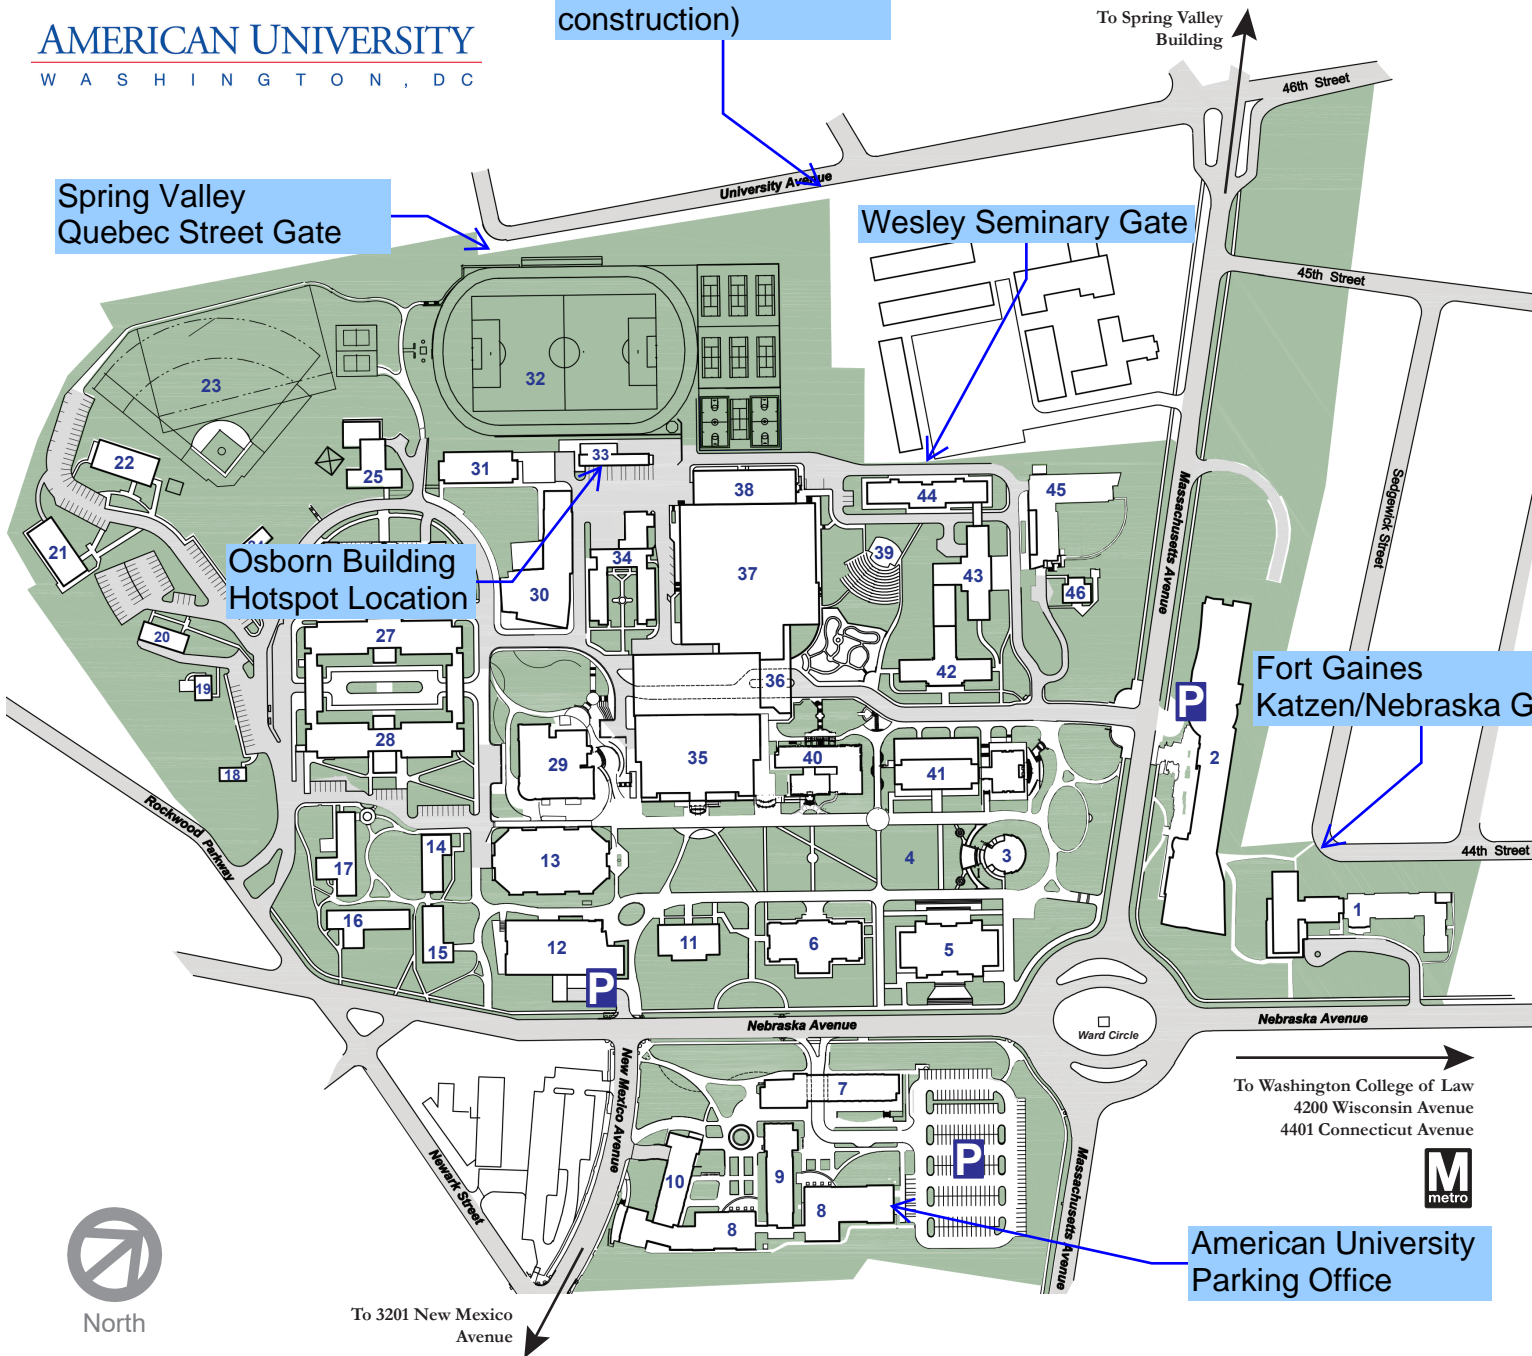 construction)
To Spring Valley
Building
AMERICAN UNIVERSITY
WASHINGTON, DC
46th Street
University Avenue
Spring Valley
Quebec Street Gate
Wesley Seminary Gate
45th Street
23
32
22
25
31
33
38
44
45
Massachusetts Avenue
Sedgewick Street
21
Osborn Building
Hotspot Location
30
34
37
39
43
46
20
27
19
36
42
Fort Gaines
Katzen/Nebraska G
P
28
18
29
35
40
41
2
Rockwood Parkway
17
14
13
4
3
44th Street
16
15
12
11
6
5
1
P
Nebraska Avenue
Ward Circle
Nebraska Avenue
New Mexico Avenue
7
To Washington College of Law
4200 Wisconsin Avenue
4401 Connecticut Avenue
P
M
metro
Newark Street
10
9
8
8
Massachusetts Avenue
American University
Parking Office
North
To 3201 New Mexico
Avenue